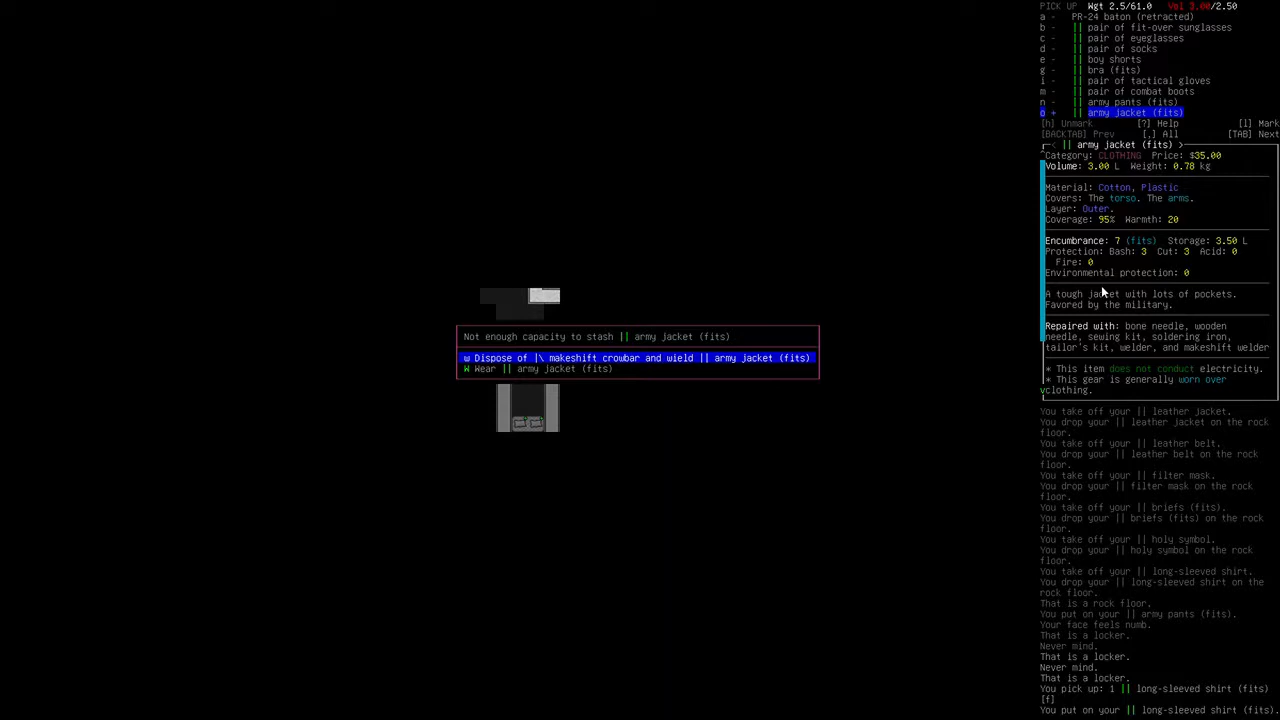 PICK UP  Wgt 2.5/61.0  Vol 3.00/2.50
a -   PR-24 baton (retracted)
b -   || pair of fit-over sunglasses
c -   || pair of eyeglasses
d -   || pair of socks
e -   || boy shorts
g -   || bra (fits)
i -   || pair of tactical gloves
m -   || pair of combat boots
n -   || army pants (fits)
o +   || army jacket (fits)
[h] Unmark   [?] Help   [l] Mark
[BACKTAB] Prev   [,] All   [TAB] Next
< || army jacket (fits) >
Category: CLOTHING  Price: $35.00
Volume: 3.00 L  Weight: 0.78 kg
Material: Cotton, Plastic
Covers: The torso. The arms.
Layer: Outer.
Coverage: 95%  Warmth: 20
Encumbrance: 7 (fits)  Storage: 3.50 L
Protection: Bash: 3  Cut: 3  Acid: 0
Fire: 0
Environmental protection: 0
A tough jacket with lots of pockets.
Favored by the military.
Repaired with: bone needle, wooden
needle, sewing kit, soldering iron,
tailor's kit, welder, and makeshift welder
* This item does not conduct electricity.
* This gear is generally worn over
clothing.
Not enough capacity to stash || army jacket (fits)
w Dispose of |\ makeshift crowbar and wield || army jacket (fits)
W Wear || army jacket (fits)
You take off your || leather jacket.
You drop your || leather jacket on the rock
floor.
You take off your || leather belt.
You drop your || leather belt on the rock
floor.
You take off your || filter mask.
You drop your || filter mask on the rock
floor.
You take off your || briefs (fits).
You drop your || briefs (fits) on the rock
floor.
You take off your || holy symbol.
You drop your || holy symbol on the rock
floor.
You take off your || long-sleeved shirt.
You drop your || long-sleeved shirt on the
rock floor.
That is a rock floor.
You put on your || army pants (fits).
Your face feels numb.
That is a locker.
Never mind.
That is a locker.
Never mind.
That is a locker.
You pick up: 1 || long-sleeved shirt (fits)
[f]
You put on your || long-sleeved shirt (fits).